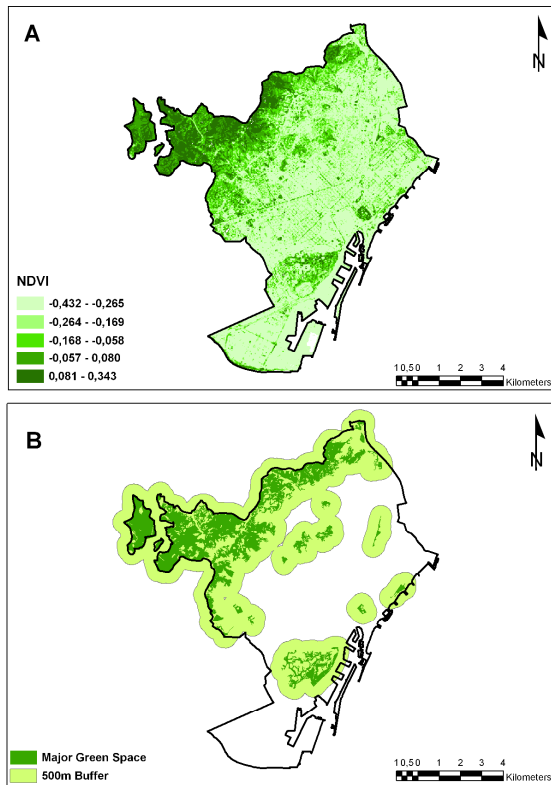 A
N
NDVI
-0,432 - -0,265
-0,264 - -0,169
-0,168 - -0,058
-0,057 - 0,080
0,081 - 0,343
1 0,5 0 1 2 3 4
Kilometers
B
N
Major Green Space
500m Buffer
1 0,5 0 1 2 3 4
Kilometers